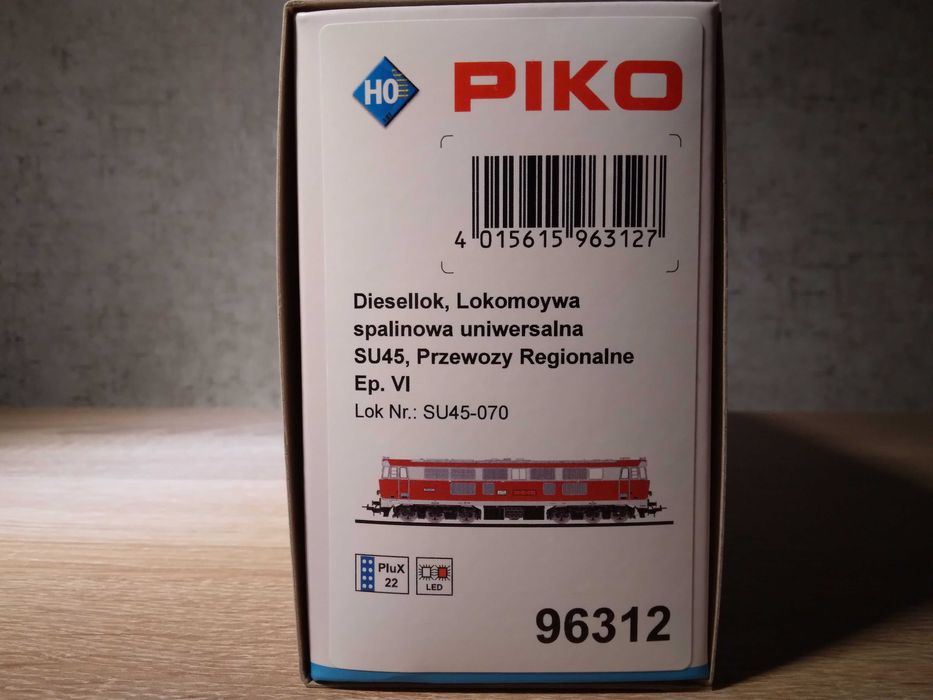 H0
PIKO
4 015615 963127
Diesellok, Lokomoywa
spalinowa uniwersalna
SU45, Przewozy Regionalne
Ep. VI
Lok Nr.: SU45-070
PluX
22
LED
96312